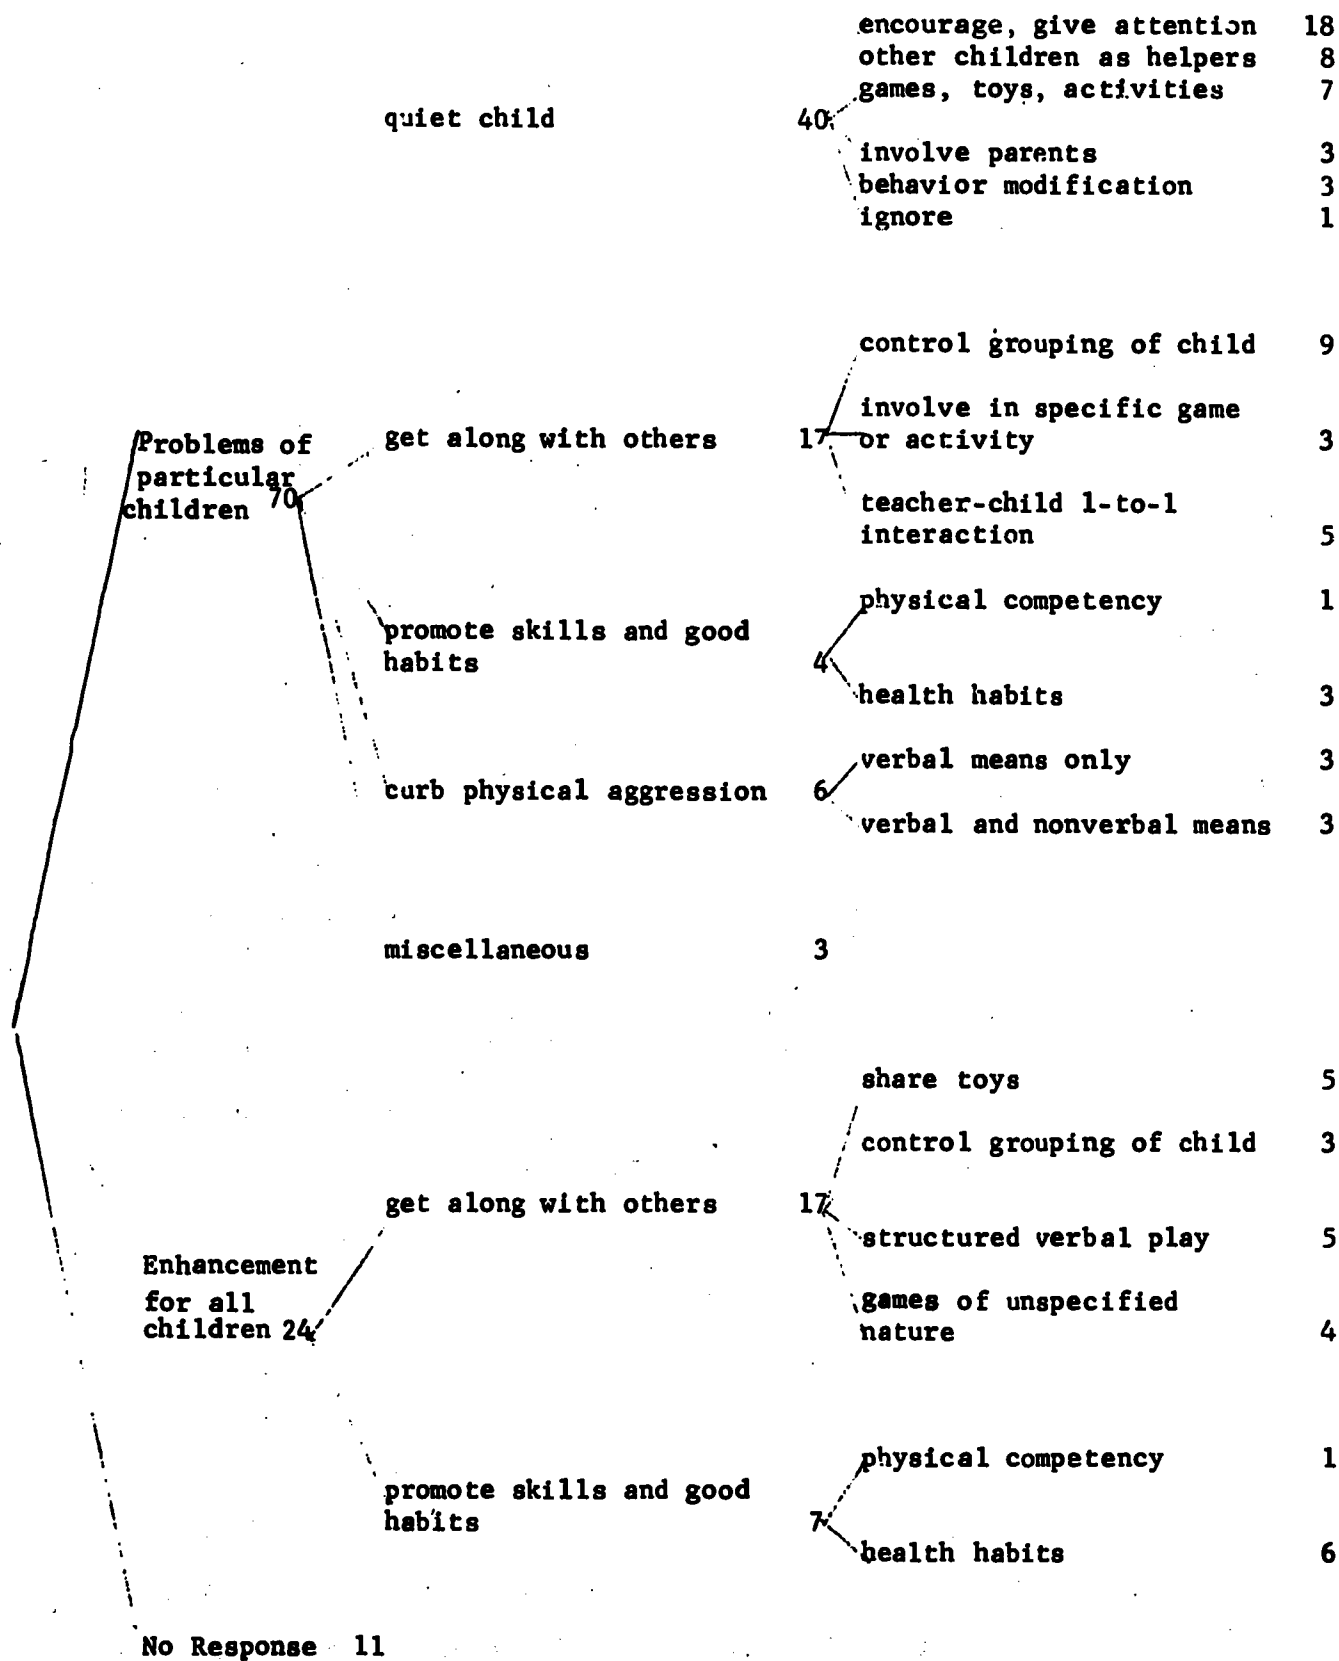 encourage, give attention 18
other children as helpers 8
games, toys, activities 7
quiet child 40
involve parents 3
behavior modification 3
ignore 1
control grouping of child 9
involve in specific game
Problems of get along with others 17 or activity 3
particular
children 70
teacher-child 1-to-1
interaction 5
physical competency 1
promote skills and good
habits 4
health habits 3
verbal means only 3
curb physical aggression 6
verbal and nonverbal means 3
miscellaneous 3
share toys 5
control grouping of child 3
get along with others 17
structured verbal play 5
Enhancement
for all
children 24
games of unspecified
nature 4
physical competency 1
promote skills and good
habits 7
health habits 6
No Response 11